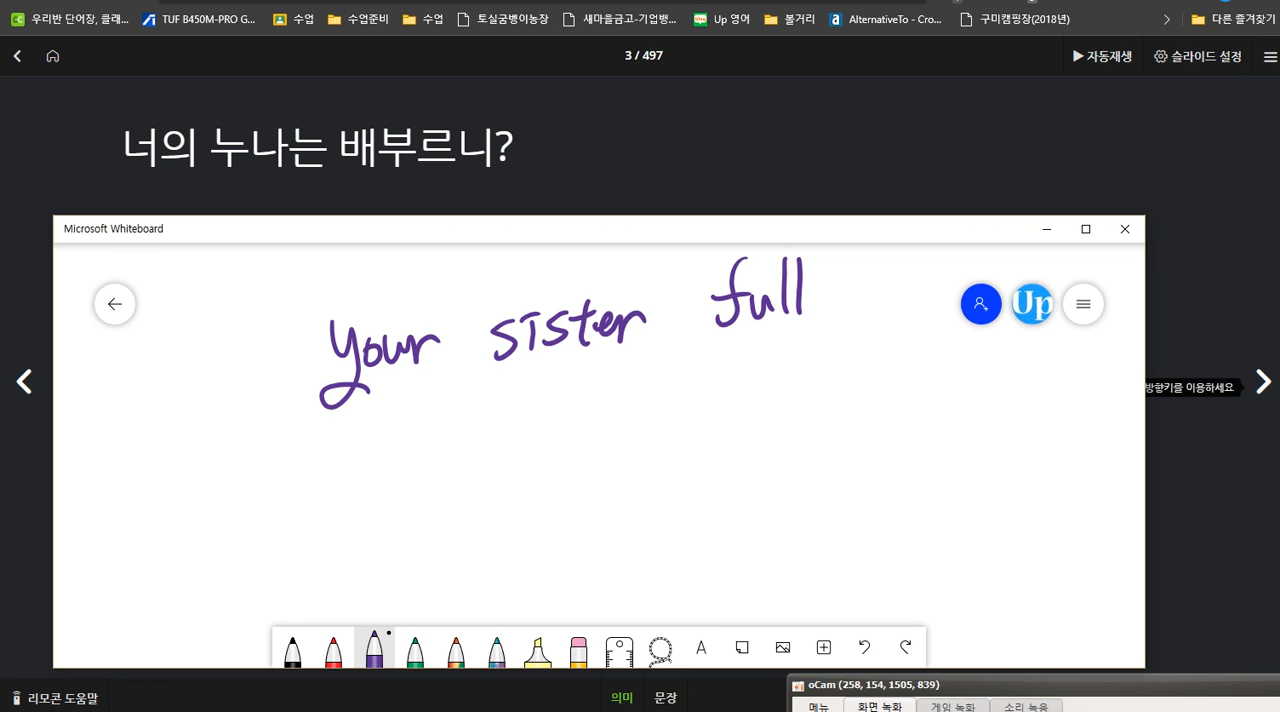 우리반 단어장, 클래... TUF B450M-PRO G... 수업 수업준비 수업 토실굼벵이농장 새마을금고-기업뱅... Up 영어 볼거리 AlternativeTo - Cro... 구미캠핑장(2018년) 다른 즐겨찾기
3 / 497 자동재생 슬라이드 설정
너의 누나는 배부르니?
Microsoft Whiteboard
your sister full
Up
방향키를 이용하세요
A
리모콘 도움말 의미 문장
oCam (258, 154, 1505, 839)
메뉴 화면 녹화 게임 녹화 소리 녹음